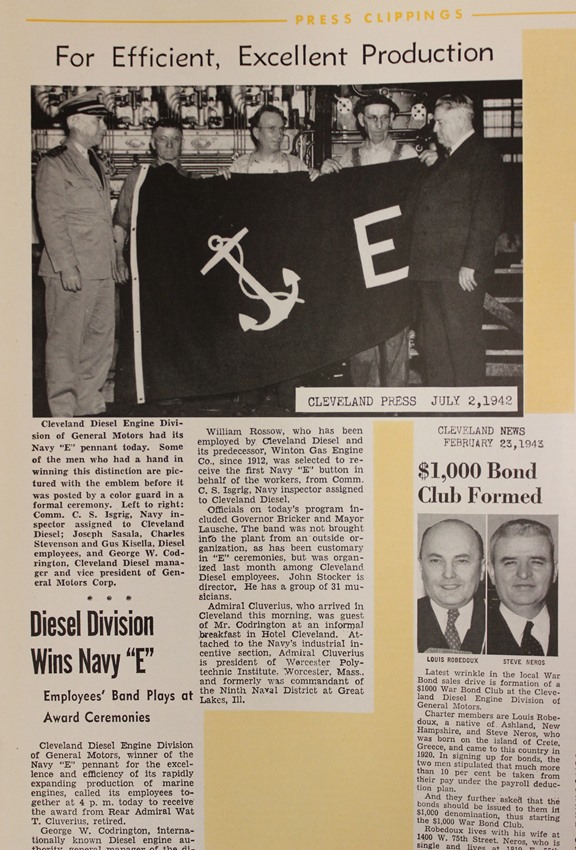 PRESS CLIPPINGS
For Efficient, Excellent Production
E
CLEVELAND PRESS JULY 2,1942
Cleveland Diesel Engine Divi-
sion of General Motors had its
Navy "E" pennant today. Some
of the men who had a hand in
winning this distinction are pic-
tured with the emblem before it
was posted by a color guard in a
formal ceremony. Left to right:
Comm. C. S. Isgrig, Navy in-
spector assigned to Cleveland
Diesel; Joseph Sasala, Charles
Stevenson and Gus Kisella, Diesel
employees, and George W. Cod-
rington, Cleveland Diesel mana-
ger and vice president of Gen-
eral Motors Corp.
* * *
Diesel Division
Wins Navy "E"
Employees' Band Plays at
Award Ceremonies
Cleveland Diesel Engine Division
of General Motors, winner of the
Navy "E" pennant for the excel-
lence and efficiency of its rapidly
expanding production of marine
engines, called its employees to-
gether at 4 p. m. today to receive
the award from Rear Admiral Wat
T. Cluverius, retired.
George W. Codrington, interna-
tionally known Diesel engine au-
thority, general manager of the di-
William Rossow, who has been
employed by Cleveland Diesel and
its predecessor, Winton Gas Engine
Co., since 1912, was selected to re-
ceive the first Navy "E" button in
behalf of the workers, from Comm.
C. S. Isgrig, Navy inspector assigned
to Cleveland Diesel.
Officials on today's program in-
cluded Governor Bricker and Mayor
Lausche. The band was not brought
into the plant from an outside or-
ganization, as has been customary
in "E" ceremonies, but was organ-
ized last month among Cleveland
Diesel employees. John Stocker is
director. He has a group of 31 mu-
sicians.
Admiral Cluverius, who arrived in
Cleveland this morning, was guest
of Mr. Codrington at an informal
breakfast in Hotel Cleveland. At-
tached to the Navy's industrial in-
centive section, Admiral Cluverius
is president of Worcester Poly-
technic Institute, Worcester, Mass.,
and formerly was commandant of
the Ninth Naval District at Great
Lakes, Ill.
CLEVELAND NEWS
FEBRUARY 23,1943
$1,000 Bond
Club Formed
LOUIS ROBEDOUX STEVE NEROS
Latest wrinkle in the local War
Bond sales drive is formation of a
$1000 War Bond Club at the Cleve-
land Diesel Engine Division of
General Motors.
Charter members are Louis Robe-
doux, a native of Ashland, New
Hampshire, and Steve Neros, who
was born on the island of Crete,
Greece, and came to this country in
1920. In signing up for bonds, the
two men stipulated that much more
than 10 per cent be taken from
their pay under the payroll deduc-
tion plan.
And they further asked that the
bonds should be issued to them in
$1,000 denomination, thus starting
the $1,000 War Bond Club.
Robedoux lives with his wife at
1400 W. 75th Street. Neros, who is
single and lives at